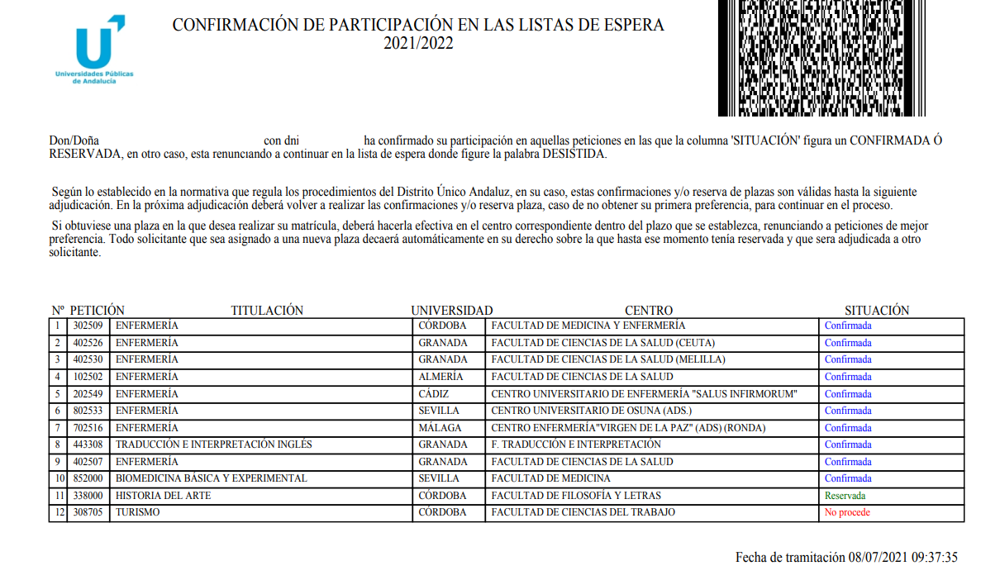 CONFIRMACIÓN DE PARTICIPACIÓN EN LAS LISTAS DE ESPERA
2021/2022
Universidades Públicas
de Andalucía
Don/Doña con dni ha confirmado su participación en aquellas peticiones en las que la columna 'SITUACIÓN' figura un CONFIRMADA Ó
RESERVADA, en otro caso, esta renunciando a continuar en la lista de espera donde figure la palabra DESISTIDA.
Según lo establecido en la normativa que regula los procedimientos del Distrito Único Andaluz, en su caso, estas confirmaciones y/o reserva de plazas son válidas hasta la siguiente
adjudicación. En la próxima adjudicación deberá volver a realizar las confirmaciones y/o reserva plaza, caso de no obtener su primera preferencia, para continuar en el proceso.
Si obtuviese una plaza en la que desea realizar su matrícula, deberá hacerla efectiva en el centro correspondiente dentro del plazo que se establezca, renunciando a peticiones de mejor
preferencia. Todo solicitante que sea asignado a una nueva plaza decaerá automáticamente en su derecho sobre la que hasta ese momento tenía reservada y que sera adjudicada a otro
solicitante.
Nº PETICIÓN TITULACIÓN UNIVERSIDAD CENTRO SITUACIÓN
1 302509 ENFERMERÍA CÓRDOBA FACULTAD DE MEDICINA Y ENFERMERÍA Confirmada
2 402526 ENFERMERÍA GRANADA FACULTAD DE CIENCIAS DE LA SALUD (CEUTA) Confirmada
3 402530 ENFERMERÍA GRANADA FACULTAD DE CIENCIAS DE LA SALUD (MELILLA) Confirmada
4 102502 ENFERMERÍA ALMERÍA FACULTAD DE CIENCIAS DE LA SALUD Confirmada
5 202549 ENFERMERÍA CÁDIZ CENTRO UNIVERSITARIO DE ENFERMERÍA "SALUS INFIRMORUM" Confirmada
6 802533 ENFERMERÍA SEVILLA CENTRO UNIVERSITARIO DE OSUNA (ADS.) Confirmada
7 702516 ENFERMERÍA MÁLAGA CENTRO ENFERMERÍA"VIRGEN DE LA PAZ" (ADS) (RONDA) Confirmada
8 443308 TRADUCCIÓN E INTERPRETACIÓN INGLÉS GRANADA F. TRADUCCIÓN E INTERPRETACIÓN Confirmada
9 402507 ENFERMERÍA GRANADA FACULTAD DE CIENCIAS DE LA SALUD Confirmada
10 852000 BIOMEDICINA BÁSICA Y EXPERIMENTAL SEVILLA FACULTAD DE MEDICINA Confirmada
11 338000 HISTORIA DEL ARTE CÓRDOBA FACULTAD DE FILOSOFÍA Y LETRAS Reservada
12 308705 TURISMO CÓRDOBA FACULTAD DE CIENCIAS DEL TRABAJO No procede
Fecha de tramitación 08/07/2021 09:37:35